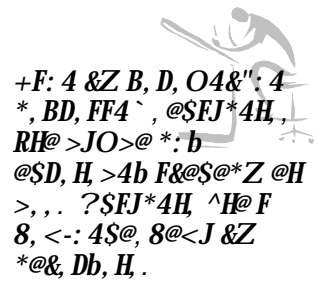 +F: 4 &Z B, D, O4&": 4
*, BD, FF4 ` , @$FJ*4H, ,
RH@ >JO>@ *: b
@$D, H, >4b F&@$@*Z @H
>, , . ?$FJ*4H, ^H@ F
8, <-: 4$@, 8@<J &Z
*@&, Db, H, .